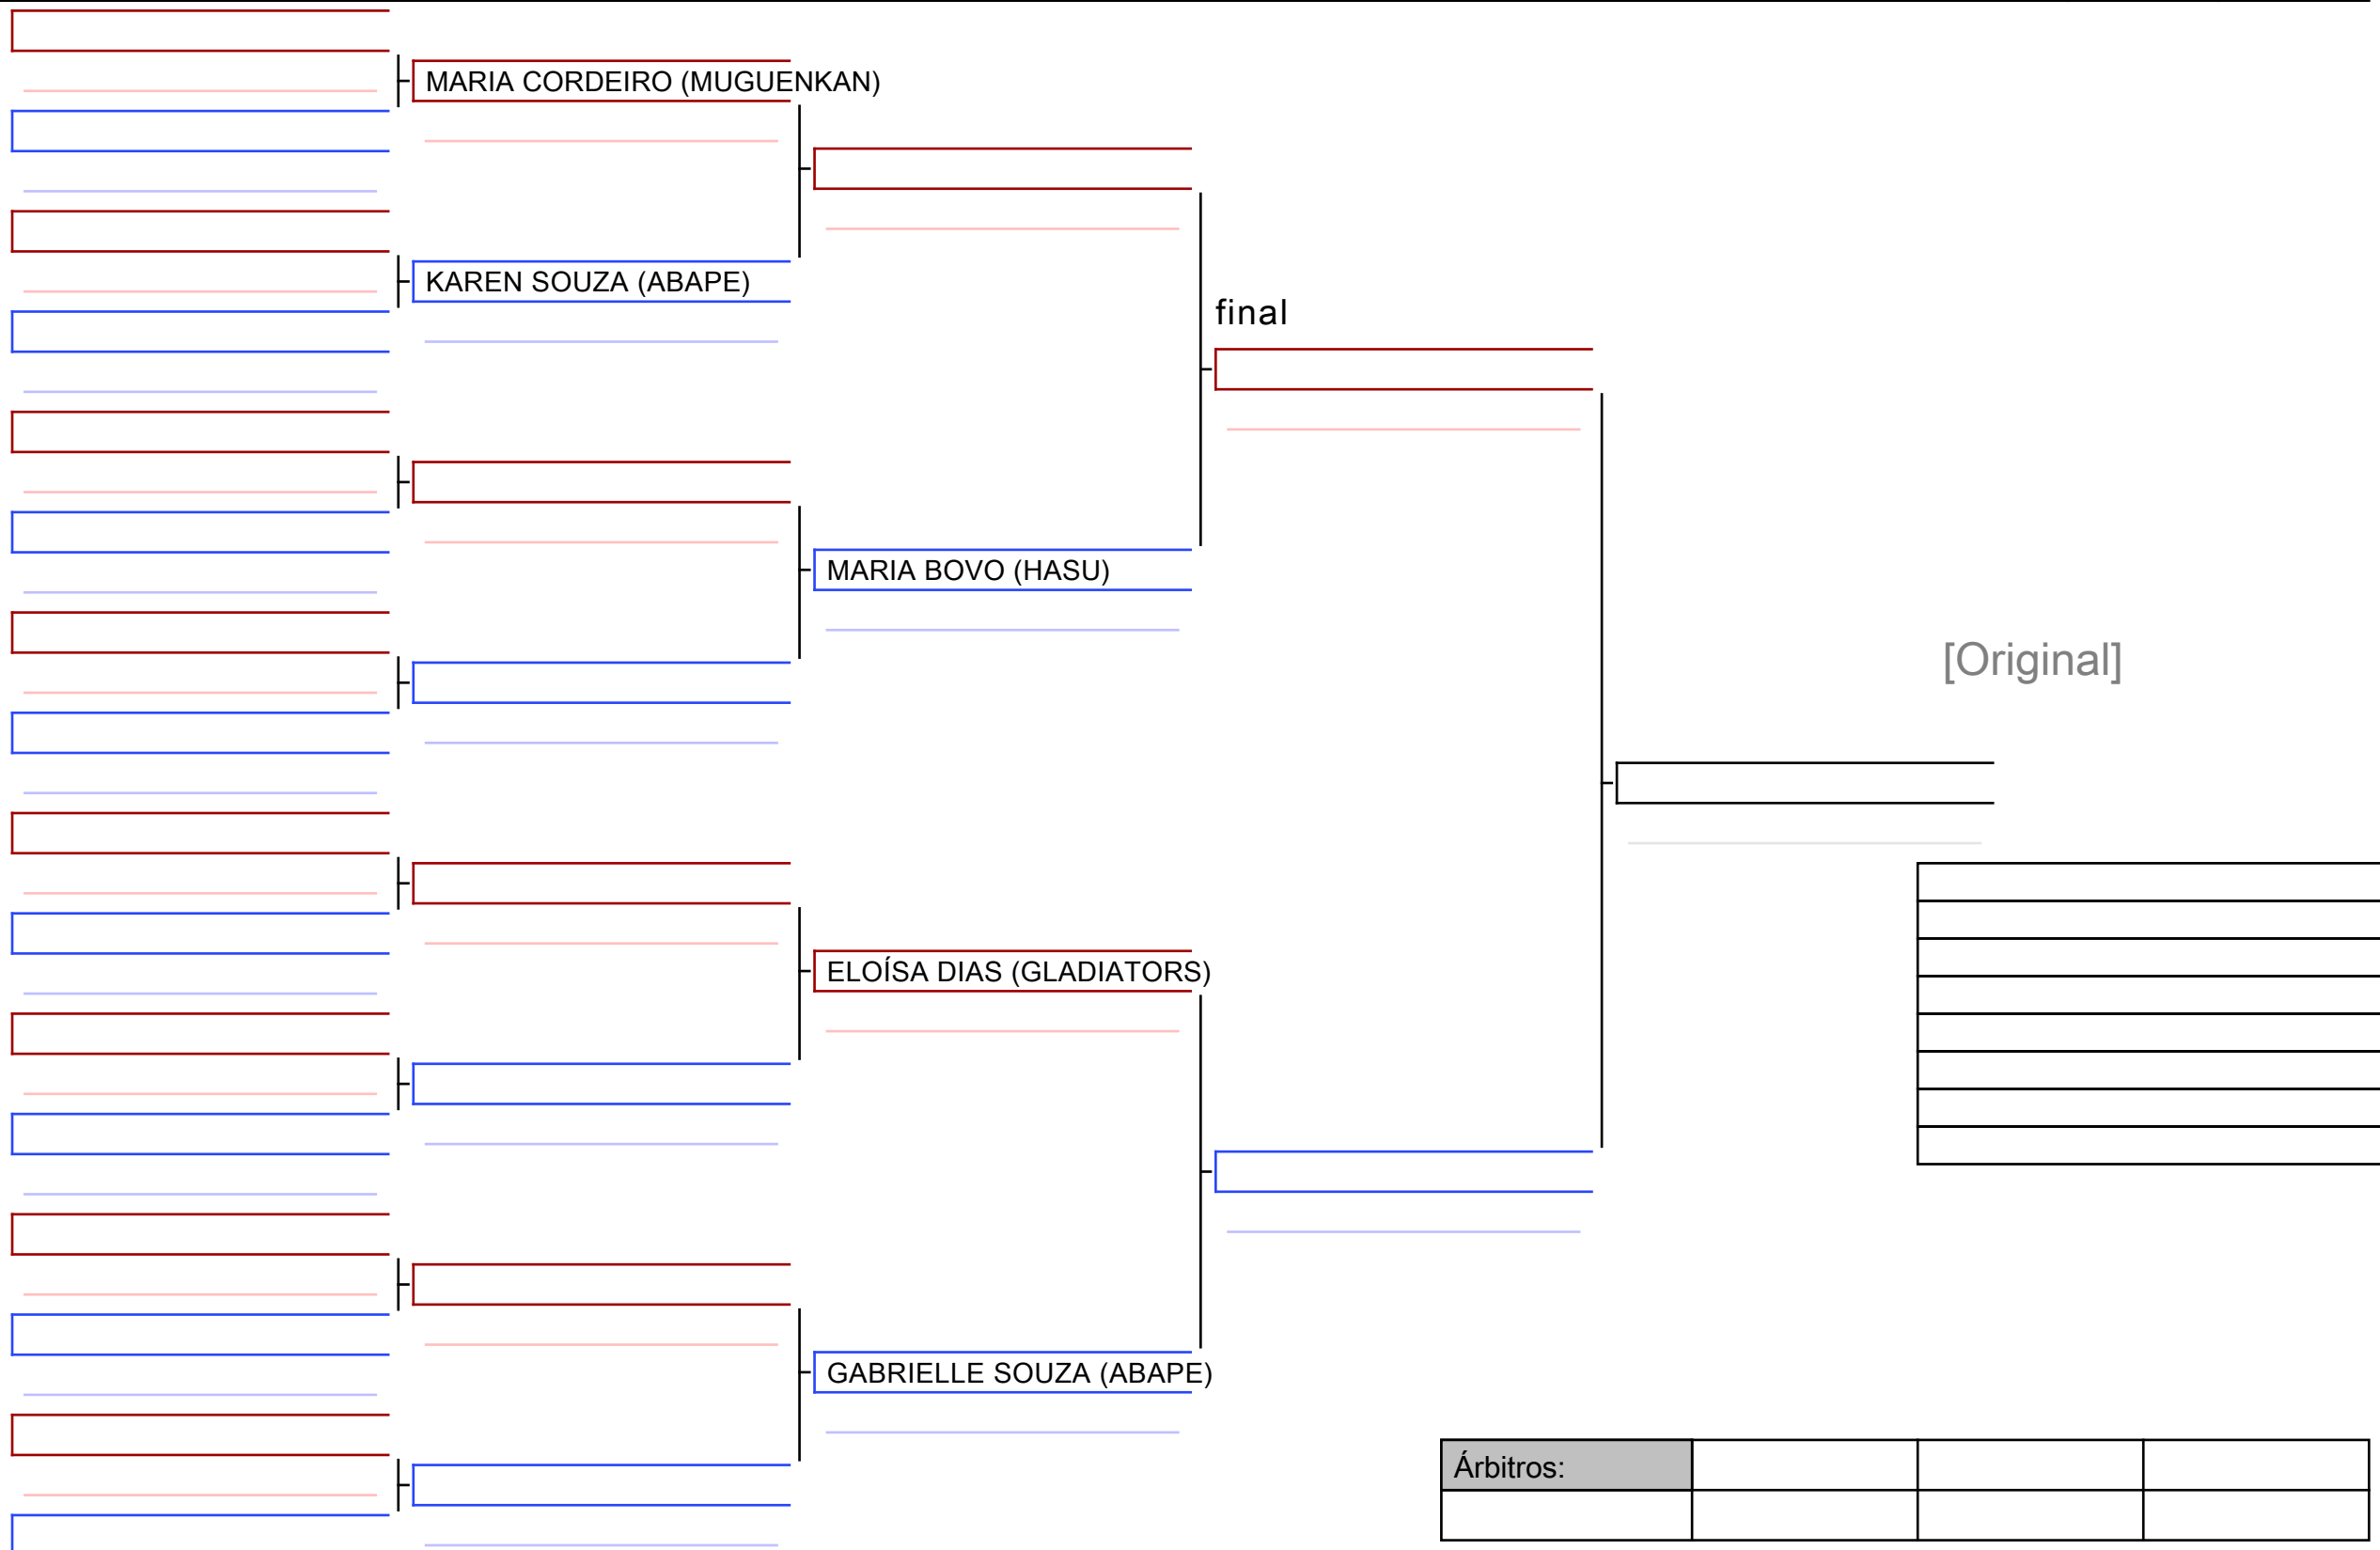 MARIA CORDEIRO (MUGUENKAN)
KAREN SOUZA (ABAPE)
final
MARIA BOVO (HASU)
[Original]
ELOÍSA DIAS (GLADIATORS)
GABRIELLE SOUZA (ABAPE)
Árbitros: